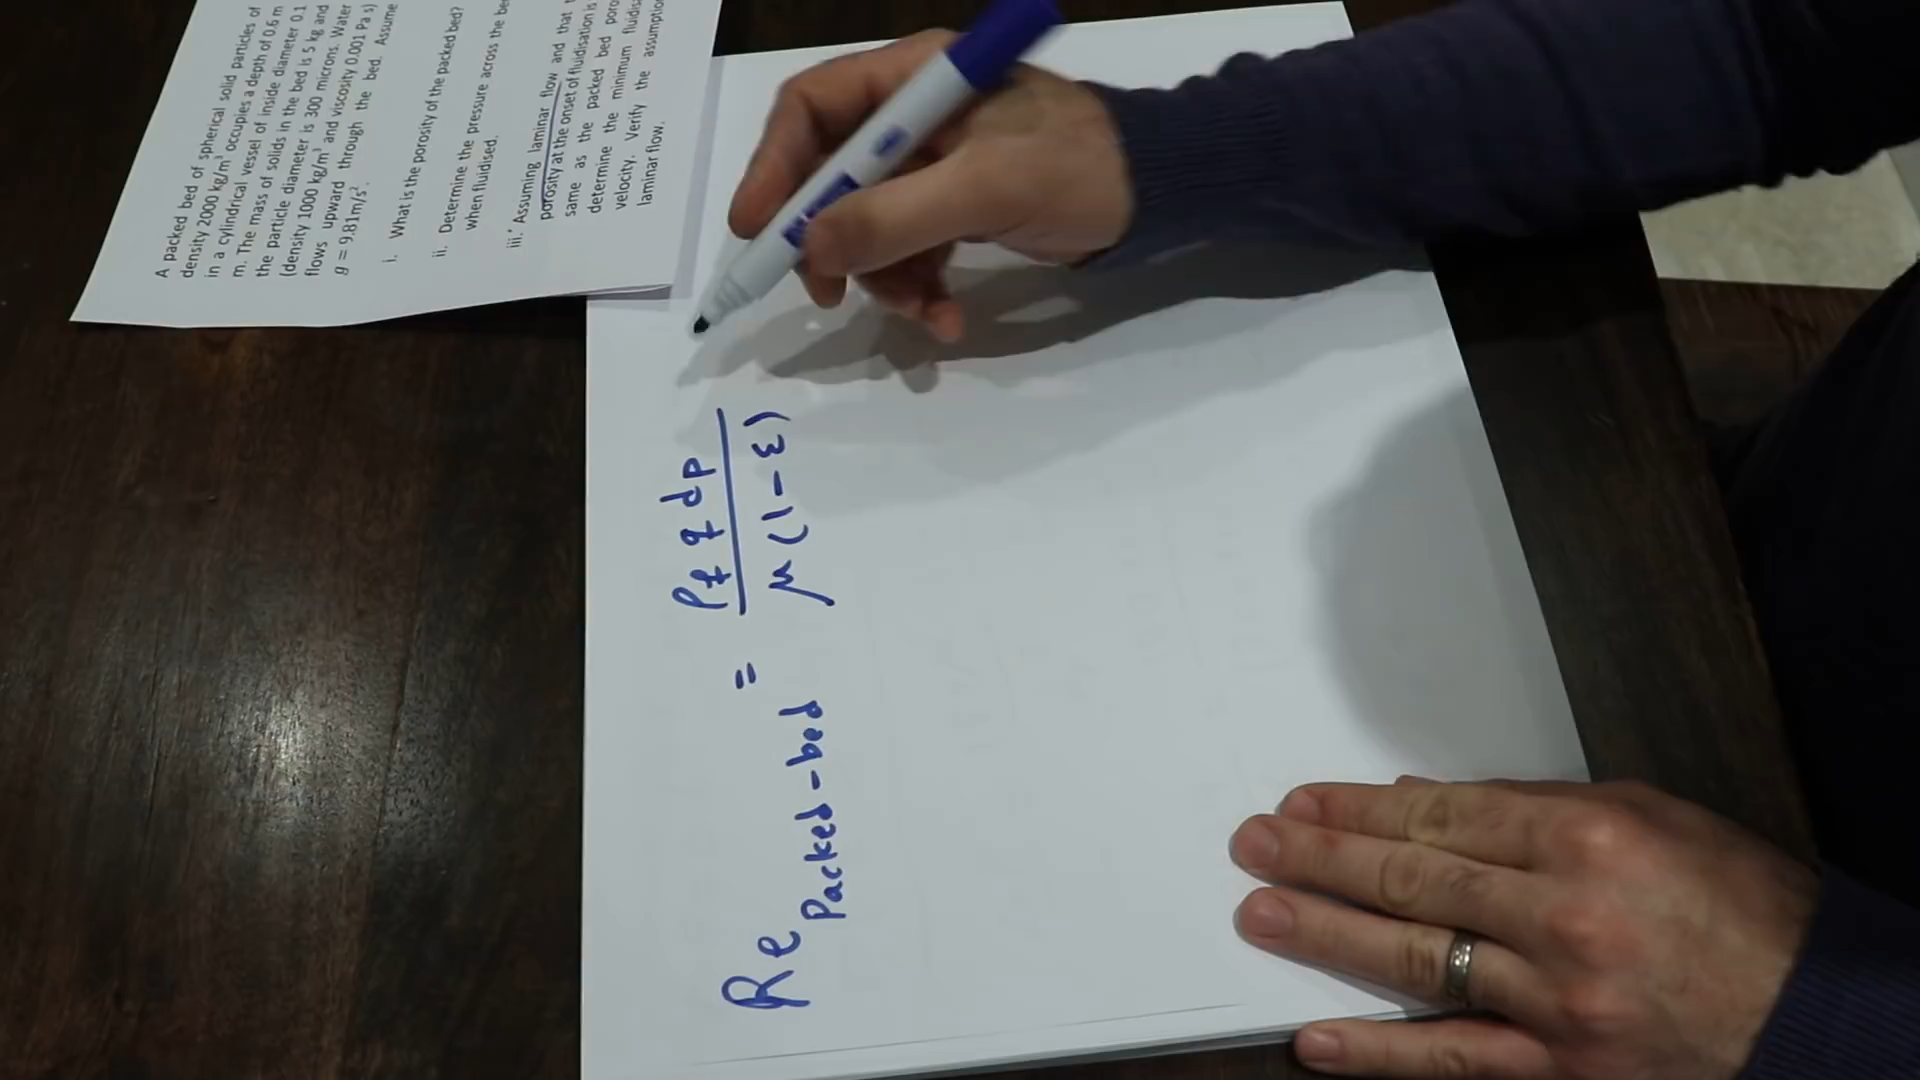 A packed bed of spherical solid particles of
density 2000 kg/m³ occupies a depth of 0.6 m
in a cylindrical vessel of inside diameter 0.1
m. The mass of solids in the bed is 5 kg and
the particle diameter is 300 microns. Water
(density 1000 kg/m³ and viscosity 0.001 Pa s)
flows upward through the bed. Assume
g = 9.81m/s².
i. What is the porosity of the packed bed?
ii. Determine the pressure across the
when fluidised.
iii. Assuming laminar flow and that
porosity at the onset of fluidisation is
same as the packed bed
determine the minimum
velocity. Verify the
laminar flow.
Re Packed-bed = ρf q dp / μ(1-ε)